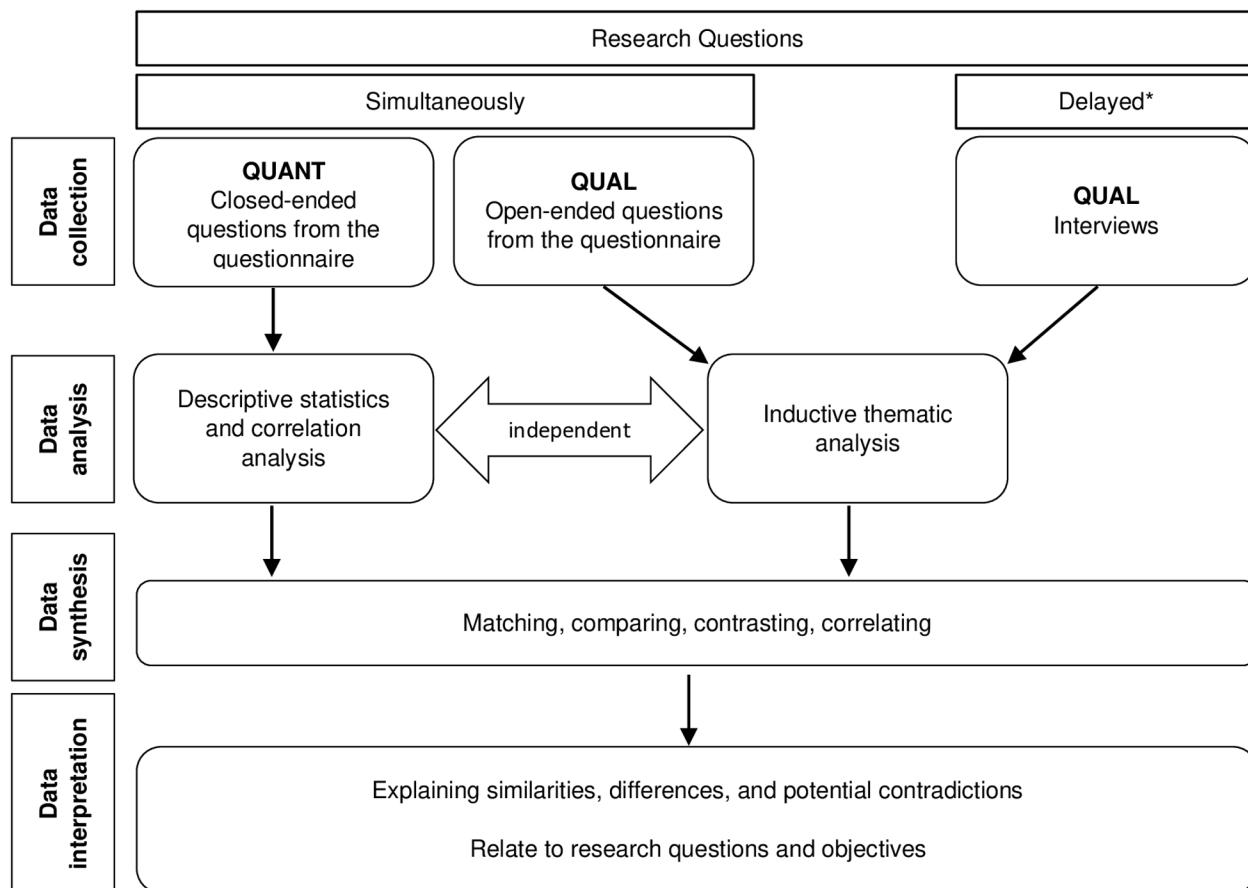 Research Questions
Simultaneously
Delayed*
Data
collection
QUANT
Closed-ended
questions from the
questionnaire
QUAL
Open-ended questions
from the questionnaire
QUAL
Interviews
Data
analysis
Descriptive statistics
and correlation
analysis
independent
Inductive thematic
analysis
Data
synthesis
Matching, comparing, contrasting, correlating
Data
interpretation
Explaining similarities, differences, and potential contradictions
Relate to research questions and objectives